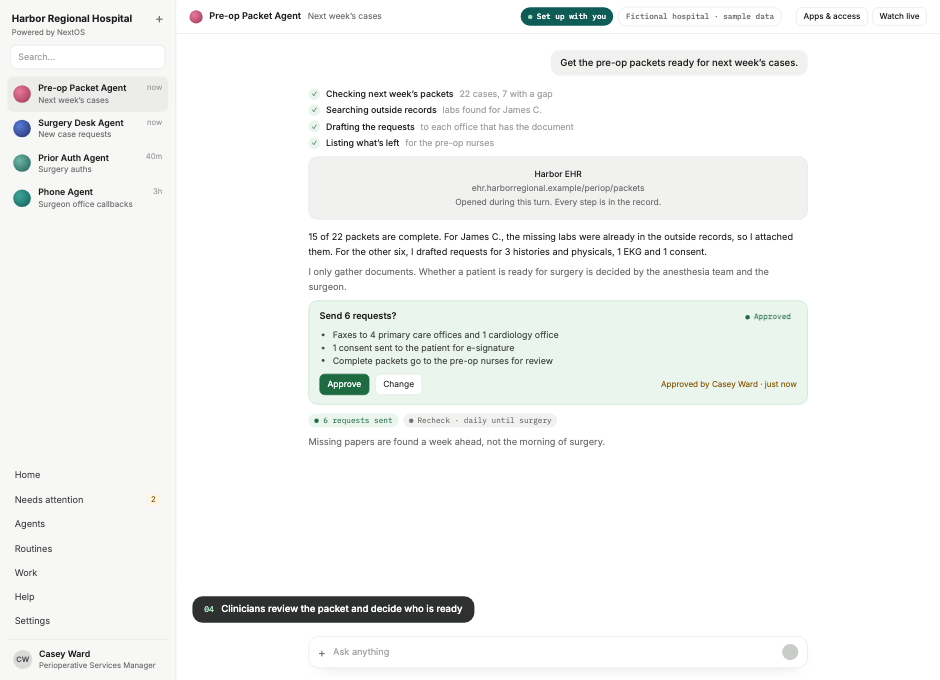 Harbor Regional Hospital
+
Powered by NextOS
Search...
Pre-op Packet Agent
now
Next week's cases
Surgery Desk Agent
now
New case requests
Prior Auth Agent
40m
Surgery auths
Phone Agent
3h
Surgeon office callbacks
Home
Needs attention
2
Agents
Routines
Work
Help
Settings
CW
Casey Ward
Perioperative Services Manager
Pre-op Packet Agent Next week's cases
Set up with you
Fictional hospital · sample data
Apps & access
Watch live
Get the pre-op packets ready for next week's cases.
Checking next week's packets 22 cases, 7 with a gap
Searching outside records labs found for James C.
Drafting the requests to each office that has the document
Listing what's left for the pre-op nurses
Harbor EHR
ehr.harborregional.example/periop/packets
Opened during this turn. Every step is in the record.
15 of 22 packets are complete. For James C., the missing labs were already in the outside records, so I attached
them. For the other six, I drafted requests for 3 histories and physicals, 1 EKG and 1 consent.
I only gather documents. Whether a patient is ready for surgery is decided by the anesthesia team and the
surgeon.
Send 6 requests?
Approved
• Faxes to 4 primary care offices and 1 cardiology office
• 1 consent sent to the patient for e-signature
• Complete packets go to the pre-op nurses for review
Approve
Change
Approved by Casey Ward · just now
6 requests sent
Recheck · daily until surgery
Missing papers are found a week ahead, not the morning of surgery.
04 Clinicians review the packet and decide who is ready
+ Ask anything